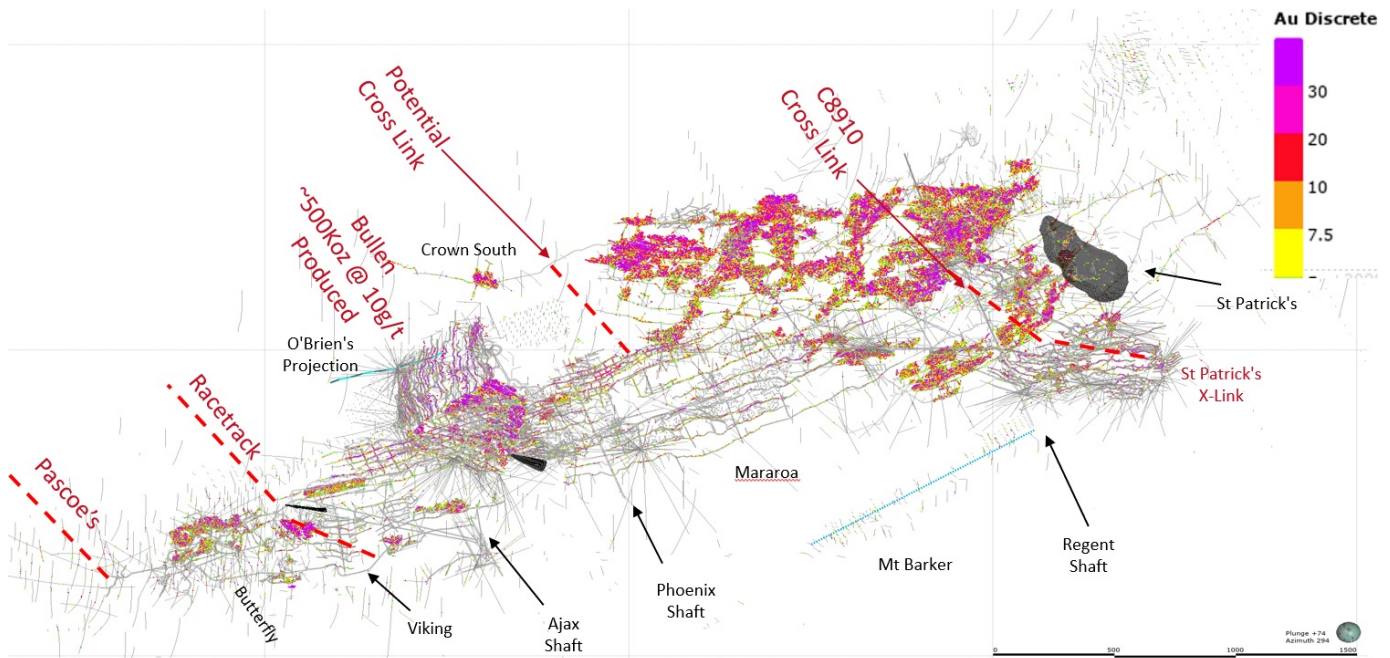 Au Discrete
30
20
10
7.5
Potential
Cross Link
C8910
Cross Link
Bullen
~500Koz @ 10g/t
Produced
Crown South
St Patrick's
O'Brien's
Projection
St Patrick's
X-Link
Racetrack
Pascoe's
Mararoa
Mt Barker
Regent
Shaft
Phoenix
Shaft
Ajax
Shaft
Viking
Butterfly
Plunge +74
Azimuth 294
0
500
1000
1500